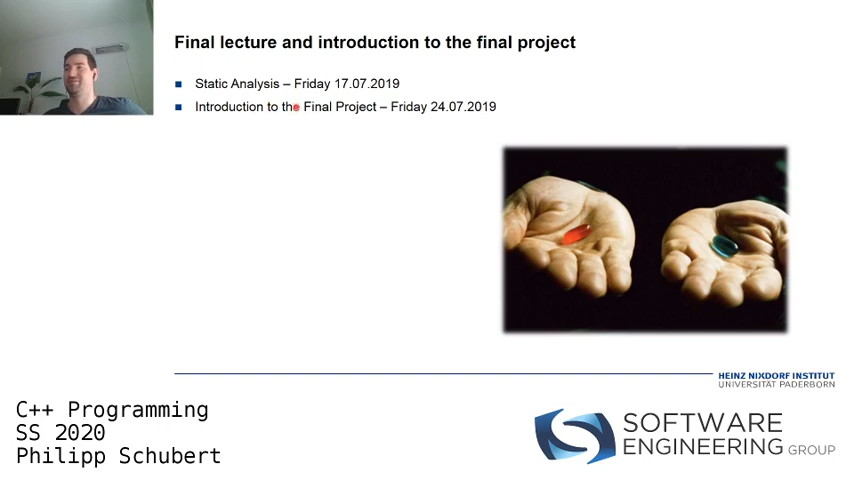 Final lecture and introduction to the final project
Static Analysis – Friday 17.07.2019
Introduction to the Final Project – Friday 24.07.2019
HEINZ NIXDORF INSTITUT
UNIVERSITÄT PADERBORN
C++ Programming
SS 2020
Philipp Schubert
SOFTWARE
ENGINEERING GROUP